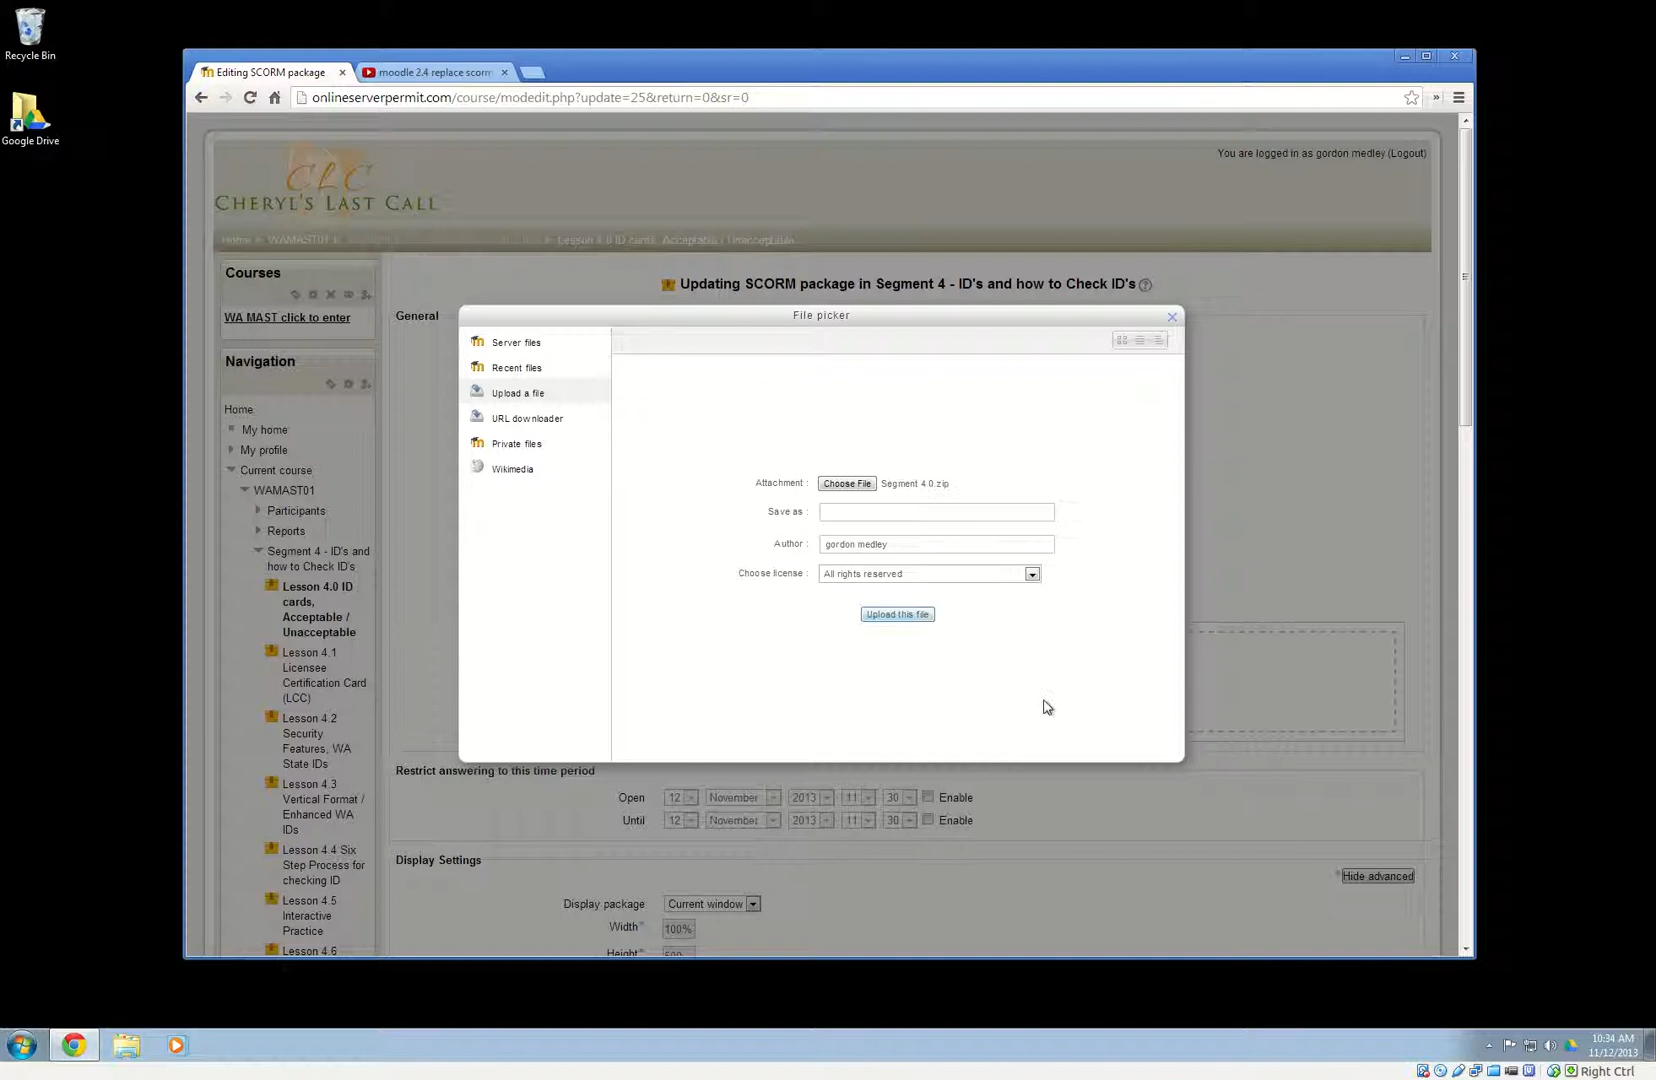 Recycle Bin
Google Drive
Editing SCORM package
moodle 2.4 replace scorm
onlineserverpermit.com/course/modedit.php?update=25&return=0&sr=0
You are logged in as gordon medley (Logout)
CLC
CHERYL'S LAST CALL
Home
WAMAST01
Lesson 4.0 ID cards, Acceptable / Unacceptable
Courses
WA MAST click to enter
Navigation
Home
My home
My profile
Current course
WAMAST01
Participants
Reports
Segment 4 - ID's and
how to Check ID's
Lesson 4.0 ID
cards,
Acceptable /
Unacceptable
Lesson 4.1
Licensee
Certification Card
(LCC)
Lesson 4.2
Security
Features, WA
State IDs
Lesson 4.3
Vertical Format /
Enhanced WA
IDs
Lesson 4.4 Six
Step Process for
checking ID
Lesson 4.5
Interactive
Practice
Lesson 4.6
Updating SCORM package in Segment 4 - ID's and how to Check ID's
General
File picker
Server files
Recent files
Upload a file
URL downloader
Private files
Wikimedia
Attachment : Choose File Segment 4.0.zip
Save as :
Author : gordon medley
Choose license : All rights reserved
Upload this file
Restrict answering to this time period
Open 12 November 2013 11 30 Enable
Until 12 November 2013 11 30 Enable
Display Settings
Hide advanced
Display package Current window
Width* 100%
Height*
10:34 AM
11/12/2013
Right Ctrl